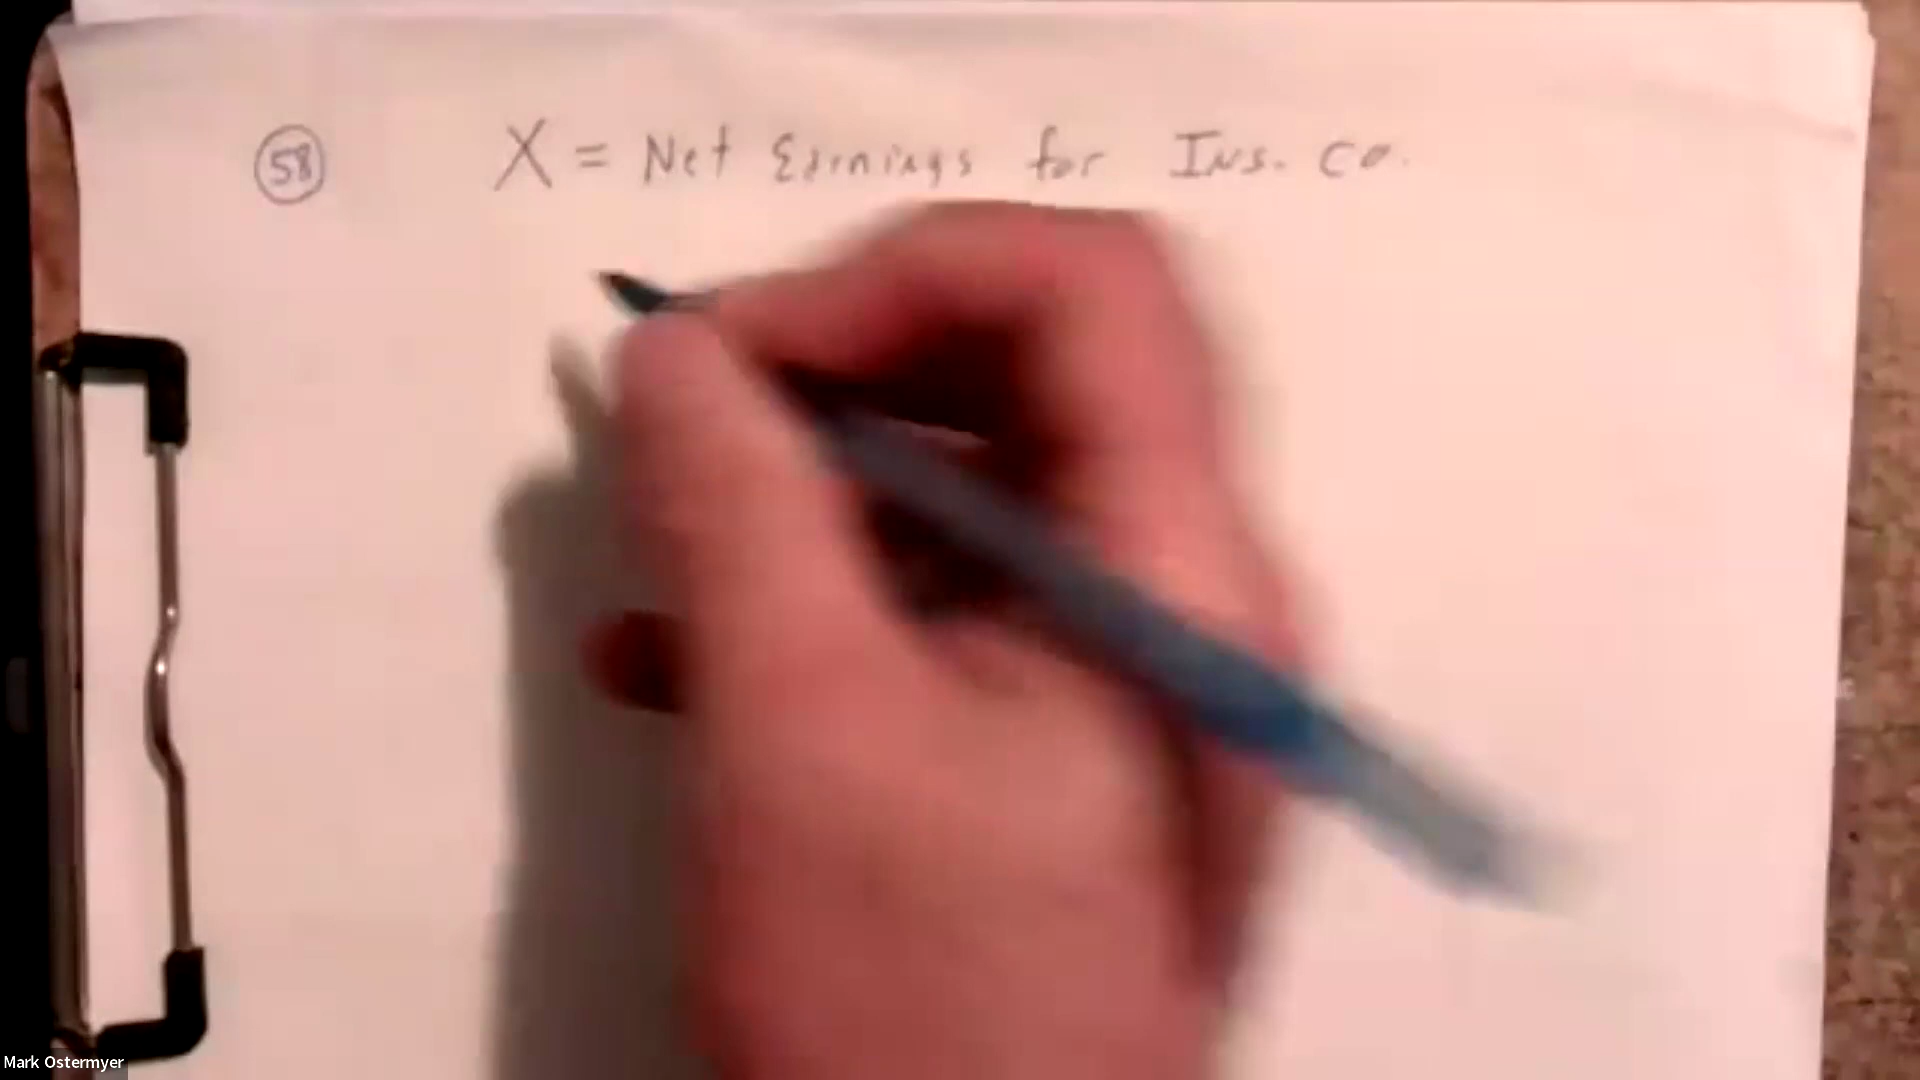 58 X = Net Earnings for Ins. Co.
Mark Ostermyer